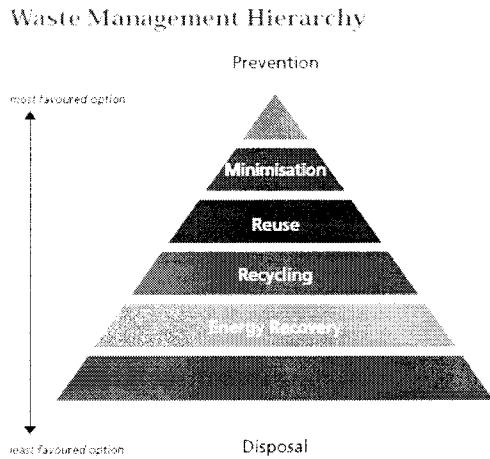 Waste Management Hierarchy
Prevention
most favoured option
Minimisation
Reuse
Recycling
Energy Recovery
least favoured option
Disposal